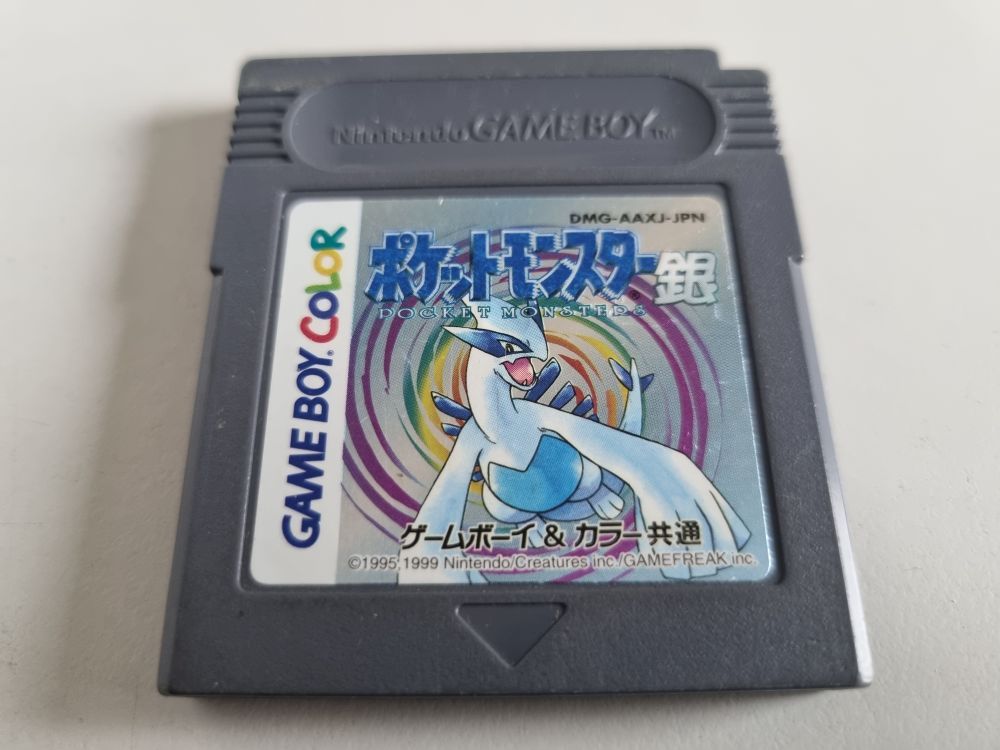 Nintendo GAME BOY™
GAME BOY COLOR
DMG-AAXJ-JPN
ポケットモンスター® 銀
POCKET MONSTERS
ゲームボーイ & カラー共通
©1995,1999 Nintendo/Creatures inc./GAMEFREAK inc.